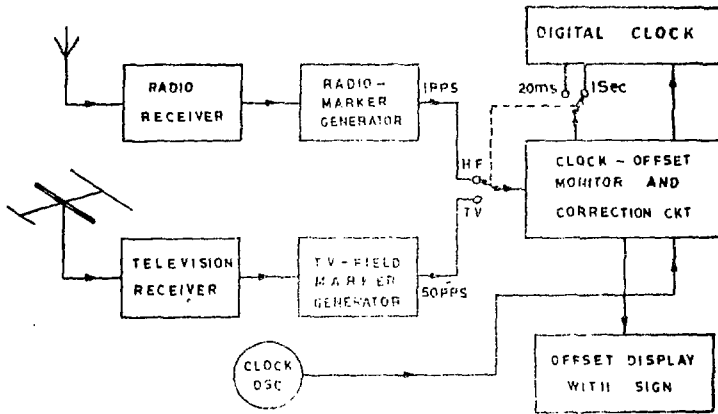 DIGITAL CLOCK
20ms 1Sec
RADIO
RECEIVER
RADIO-
MARKER
GENERATOR
1PPS
HF
TV
CLOCK-OFFSET
MONITOR AND
CORRECTION CKT
TELEVISION
RECEIVER
TV-FIELD
MARKER
GENERATOR
50PPS
CLOCK
OSC
OFFSET DISPLAY
WITH SIGN